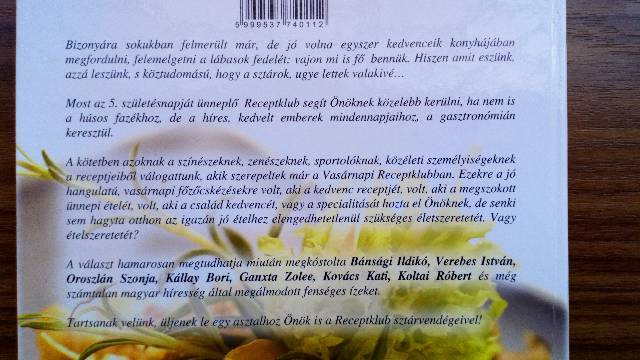 5999537740112
Bizonyára sokukban felmerült már, de jó volna egyszer kedvenceik konyhájában
megfordulni, felemelgetni a lábasok fedelét: vajon mi is fő bennük. Hiszen amit eszünk,
azzá leszünk, s köztudomású, hogy a sztárok, ugye lettek valakivé…
Most az 5. születésnapját ünneplő Receptklub segít Önöknek közelebb kerülni, ha nem is
a húsos fazékhoz, de a híres, kedvelt emberek mindennapjaihoz, a gasztronómián
keresztül.
A kötetben azoknak a színészeknek, zenészeknek, sportolóknak, közéleti személyiségeknek
a receptjeiből válogattunk, akik szerepeltek már a Vasárnapi Receptklubban. Ezekre a jó
hangulatú, vasárnapi főzőcskézésekre volt, aki a kedvenc receptjét, volt, aki a megszokott
ünnepi ételét, volt, aki a család kedvencét, vagy a specialitását hozta el Önöknek, de senki
sem hagyta otthon az igazán jó ételhez elengedhetetlenül szükséges életszeretetét. Vagy
ételszeretetét?
A választ hamarosan megtudhatja miután megkóstolta Bánsági Ildikó, Verebes István,
Oroszlán Szonja, Kállay Bori, Ganxta Zolee, Kovács Kati, Koltai Róbert és még
számtalan magyar híresség által megálmodott fenséges ízeket.
Tartsanak velünk, üljenek le egy asztalhoz Önök is a Receptklub sztárvendégeivel!